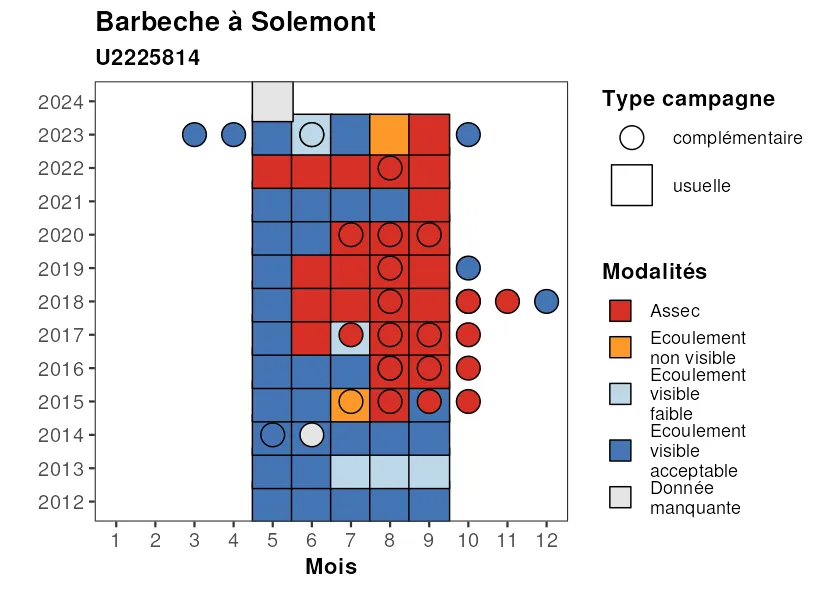 Barbeche à Solemont
U2225814
2024
2023
2022
2021
2020
2019
2018
2017
2016
2015
2014
2013
2012
1 2 3 4 5 6 7 8 9 10 11 12
Mois
Type campagne
complémentaire
usuelle
Modalités
Assec
Ecoulement
non visible
Ecoulement
visible
faible
Ecoulement
visible
acceptable
Donnée
manquante